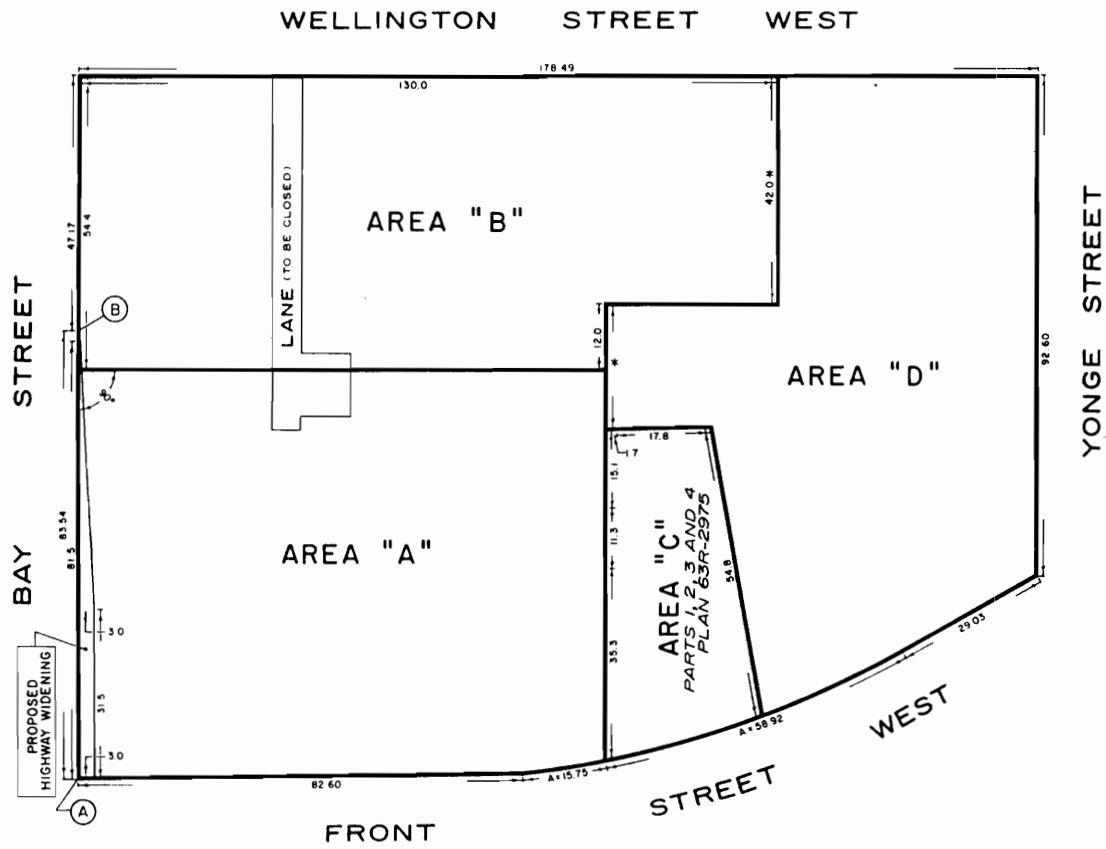 WELLINGTON STREET WEST
178.49
130.0
LANE (TO BE CLOSED)
AREA "B"
42.0*
47.17
54.4
B
12.0
*
AREA "D"
92.60
YONGE STREET
BAY STREET
90°
17.8
1.7
15.1
11.3
35.3
AREA "A"
AREA "C"
PARTS 1, 2, 3 AND 4
PLAN 63R-2975
54.8
83.54
81.5
3.0
31.5
3.0
PROPOSED
HIGHWAY WIDENING
29.03
A = 58.92
A = 15.75
82.60
A
FRONT STREET WEST